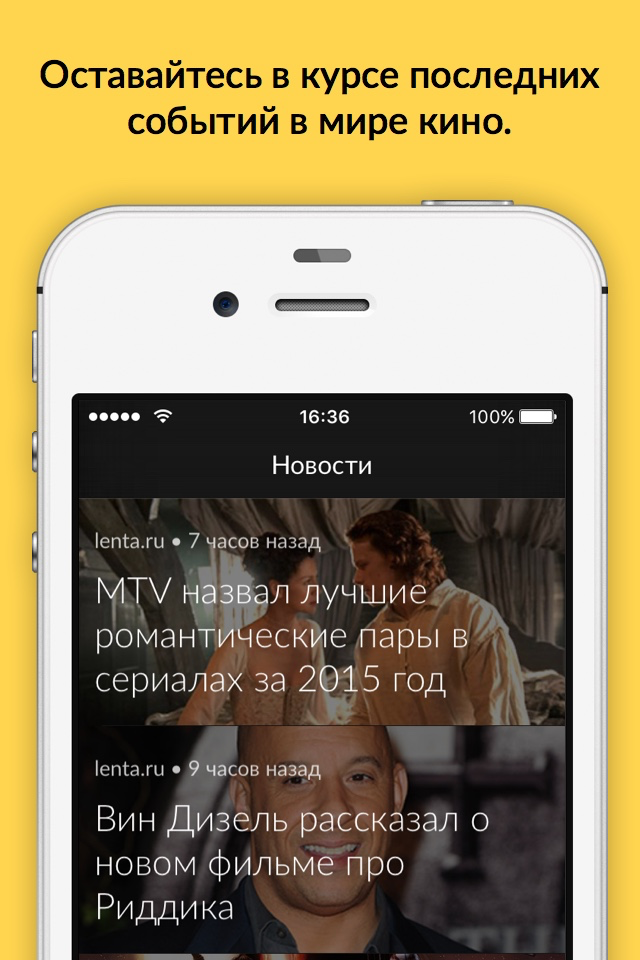 Оставайтесь в курсе последних
событий в мире кино.
16:36
100%
Новости
lenta.ru • 7 часов назад
MTV назвал лучшие
романтические пары в
сериалах за 2015 год
lenta.ru • 9 часов назад
Вин Дизель рассказал о
новом фильме про
Риддика